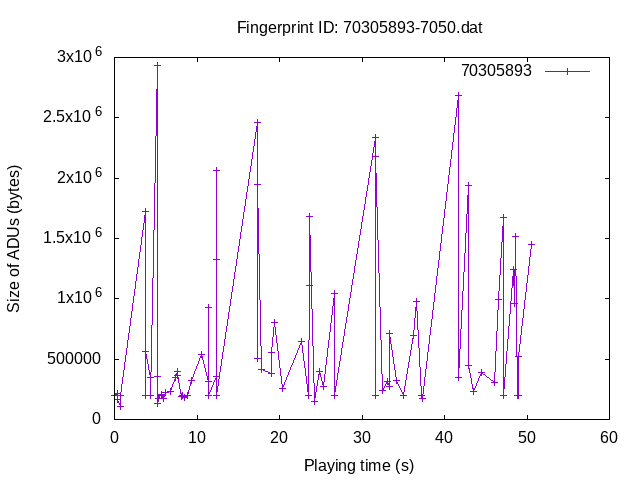 Fingerprint ID: 70305893-7050.dat
3x10^6
70305893
2.5x10^6
2x10^6
1.5x10^6
1x10^6
500000
0
Size of ADUs (bytes)
0 10 20 30 40 50 60
Playing time (s)